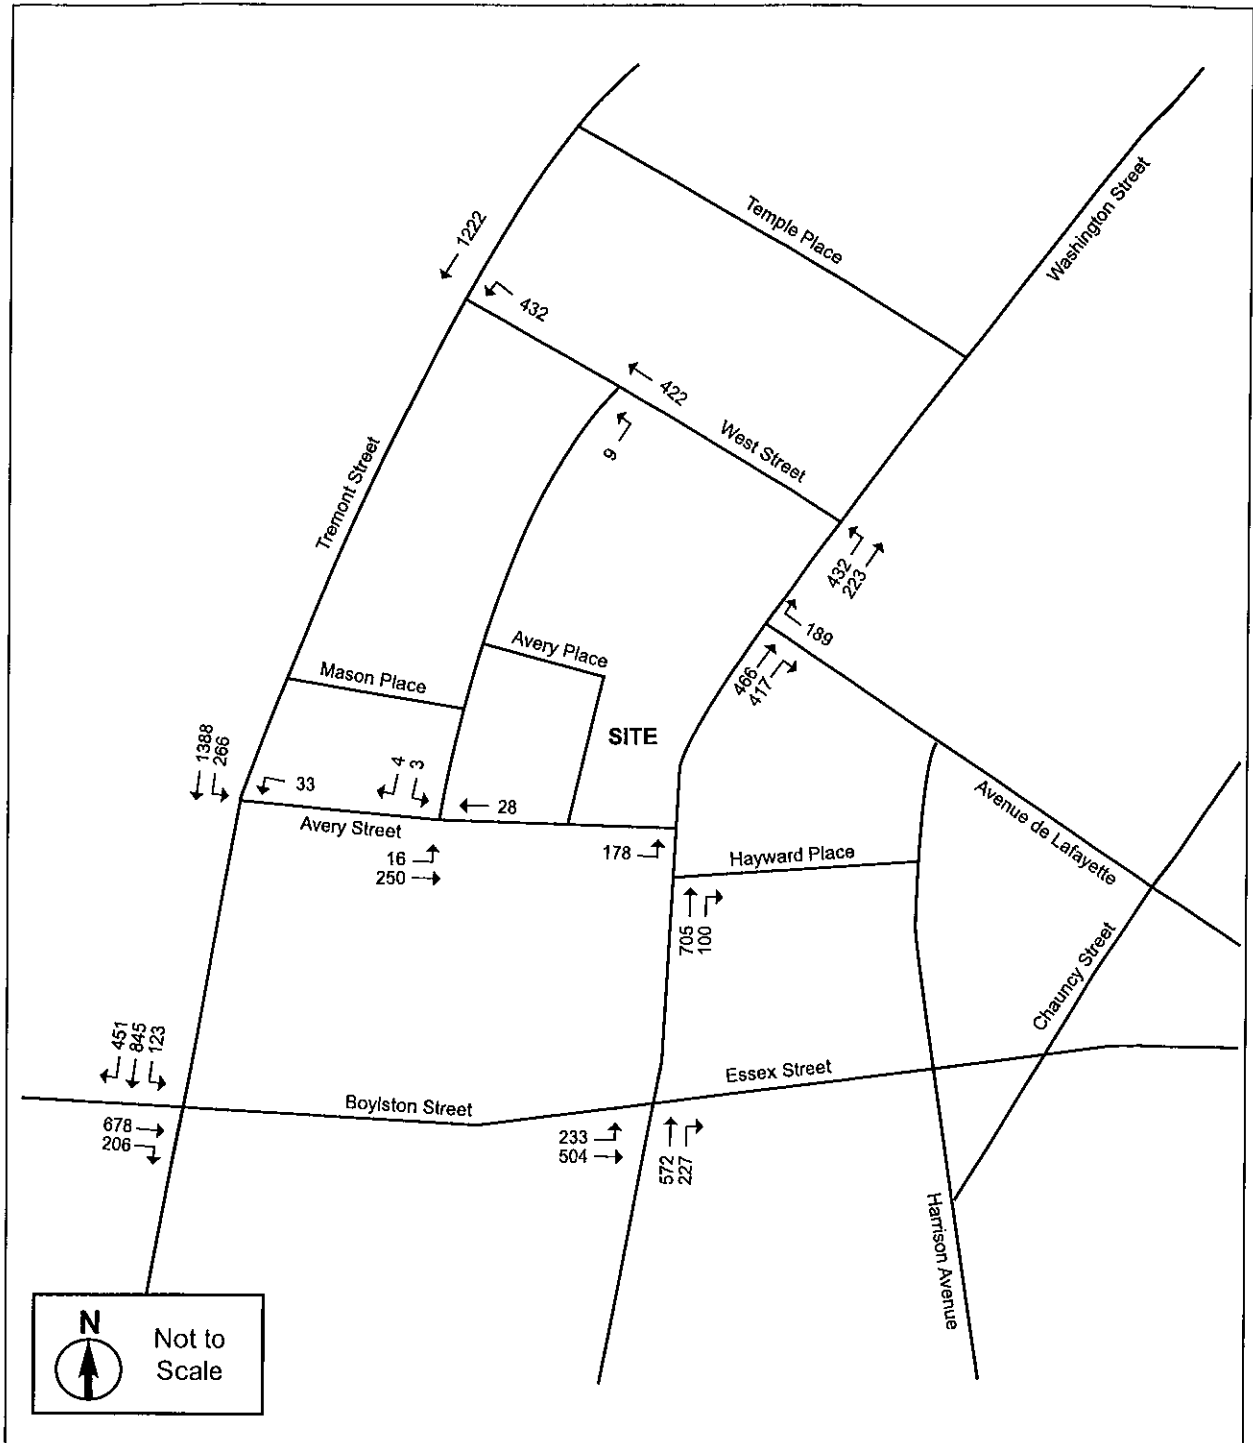 Temple Place
Washington Street
1222
432
422
West Street
9
Tremont Street
432
223
189
466
417
Avery Place
Mason Place
SITE
1388
266
33
4
3
28
Avery Street
16
250
178
Hayward Place
Avenue de Lafayette
705
100
Chauncy Street
451
845
123
Essex Street
Boylston Street
678
206
233
504
572
227
Harrison Avenue
N
Not to
Scale